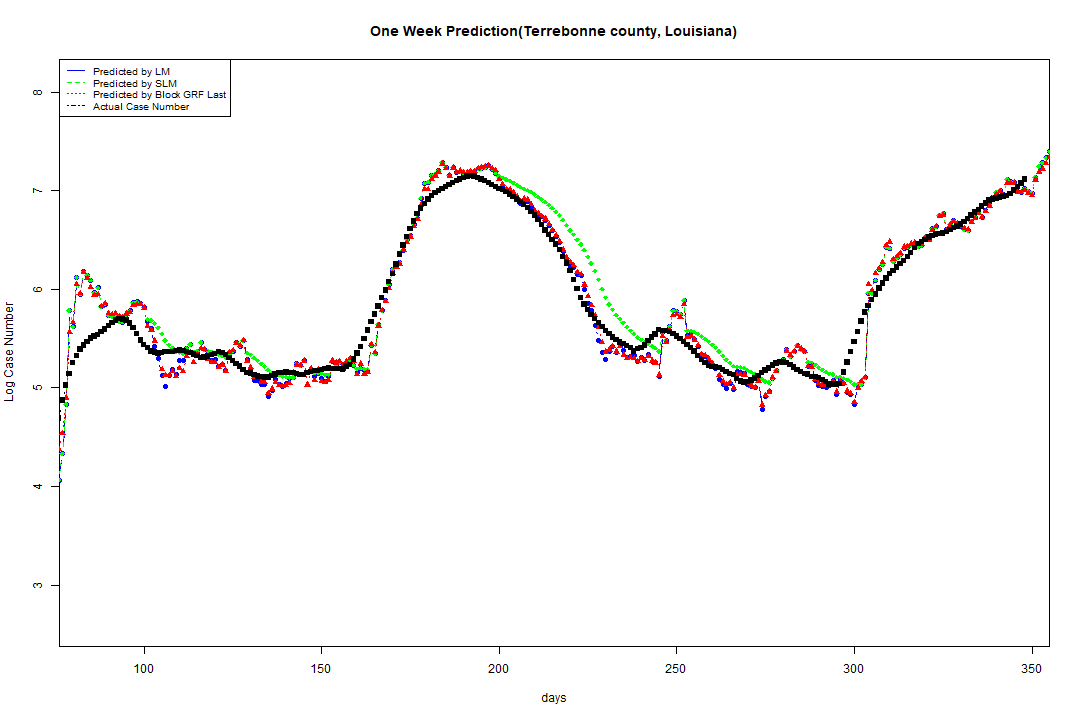 One Week Prediction(Terrebonne county, Louisiana)
Predicted by LM
Predicted by SLM
Predicted by Block GRF Last
Actual Case Number
Log Case Number
8
7
6
5
4
3
100 150 200 250 300 350
days